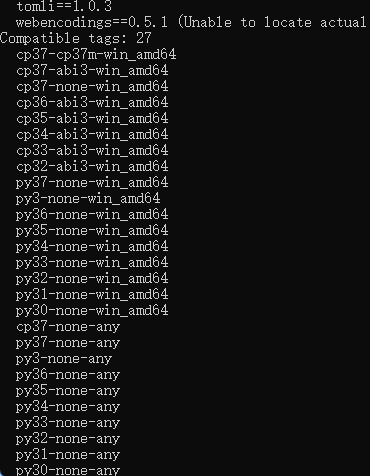 tomli==1.0.3
webencodings==0.5.1 (Unable to locate actual
Compatible tags: 27
cp37-cp37m-win_amd64
cp37-abi3-win_amd64
cp37-none-win_amd64
cp36-abi3-win_amd64
cp35-abi3-win_amd64
cp34-abi3-win_amd64
cp33-abi3-win_amd64
cp32-abi3-win_amd64
py37-none-win_amd64
py3-none-win_amd64
py36-none-win_amd64
py35-none-win_amd64
py34-none-win_amd64
py33-none-win_amd64
py32-none-win_amd64
py31-none-win_amd64
py30-none-win_amd64
cp37-none-any
py37-none-any
py3-none-any
py36-none-any
py35-none-any
py34-none-any
py33-none-any
py32-none-any
py31-none-any
py30-none-any